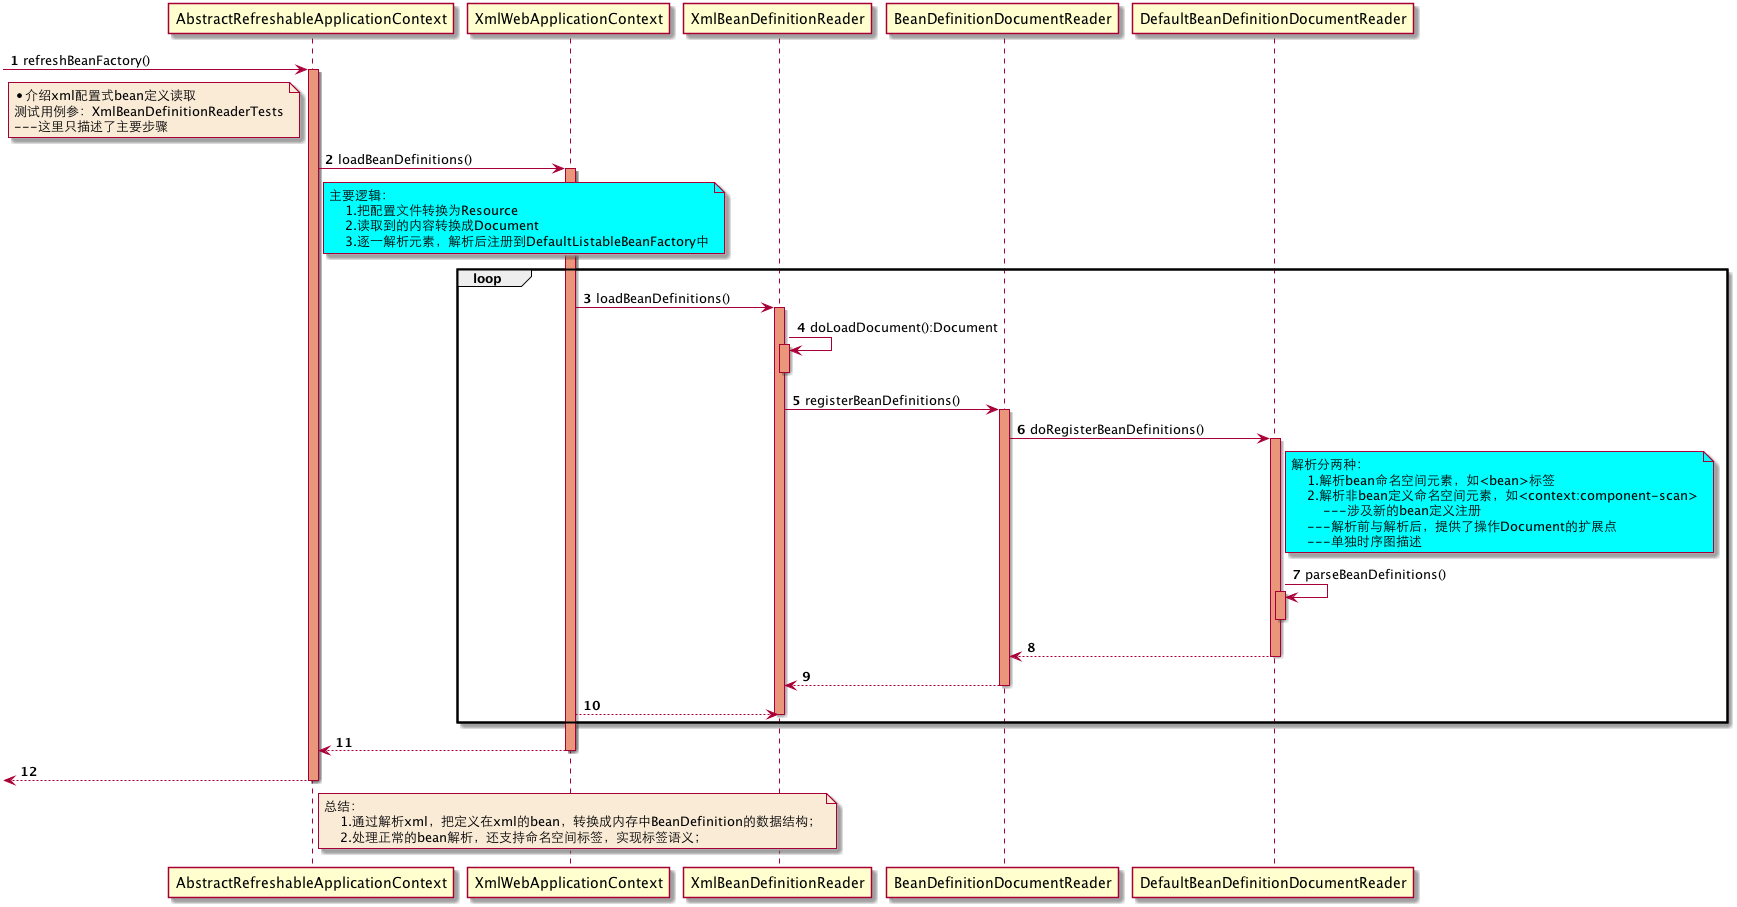 AbstractRefreshableApplicationContext
XmlWebApplicationContext
XmlBeanDefinitionReader
BeanDefinitionDocumentReader
DefaultBeanDefinitionDocumentReader
1 refreshBeanFactory()
•介绍xml配置式bean定义读取
测试用例参：XmlBeanDefinitionReaderTests
---这里只描述了主要步骤
2 loadBeanDefinitions()
主要逻辑：
1.把配置文件转换为Resource
2.读取到的内容转换成Document
3.逐一解析元素，解析后注册到DefaultListableBeanFactory中
loop
3 loadBeanDefinitions()
4 doLoadDocument():Document
5 registerBeanDefinitions()
6 doRegisterBeanDefinitions()
解析分两种：
1.解析bean命名空间元素，如<bean>标签
2.解析非bean定义命名空间元素，如<context:component-scan>
---涉及新的bean定义注册
---解析前与解析后，提供了操作Document的扩展点
---单独时序图描述
7 parseBeanDefinitions()
8
9
10
11
12
总结：
1.通过解析xml，把定义在xml的bean，转换成内存中BeanDefinition的数据结构；
2.处理正常的bean解析，还支持命名空间标签，实现标签语义；
AbstractRefreshableApplicationContext
XmlWebApplicationContext
XmlBeanDefinitionReader
BeanDefinitionDocumentReader
DefaultBeanDefinitionDocumentReader